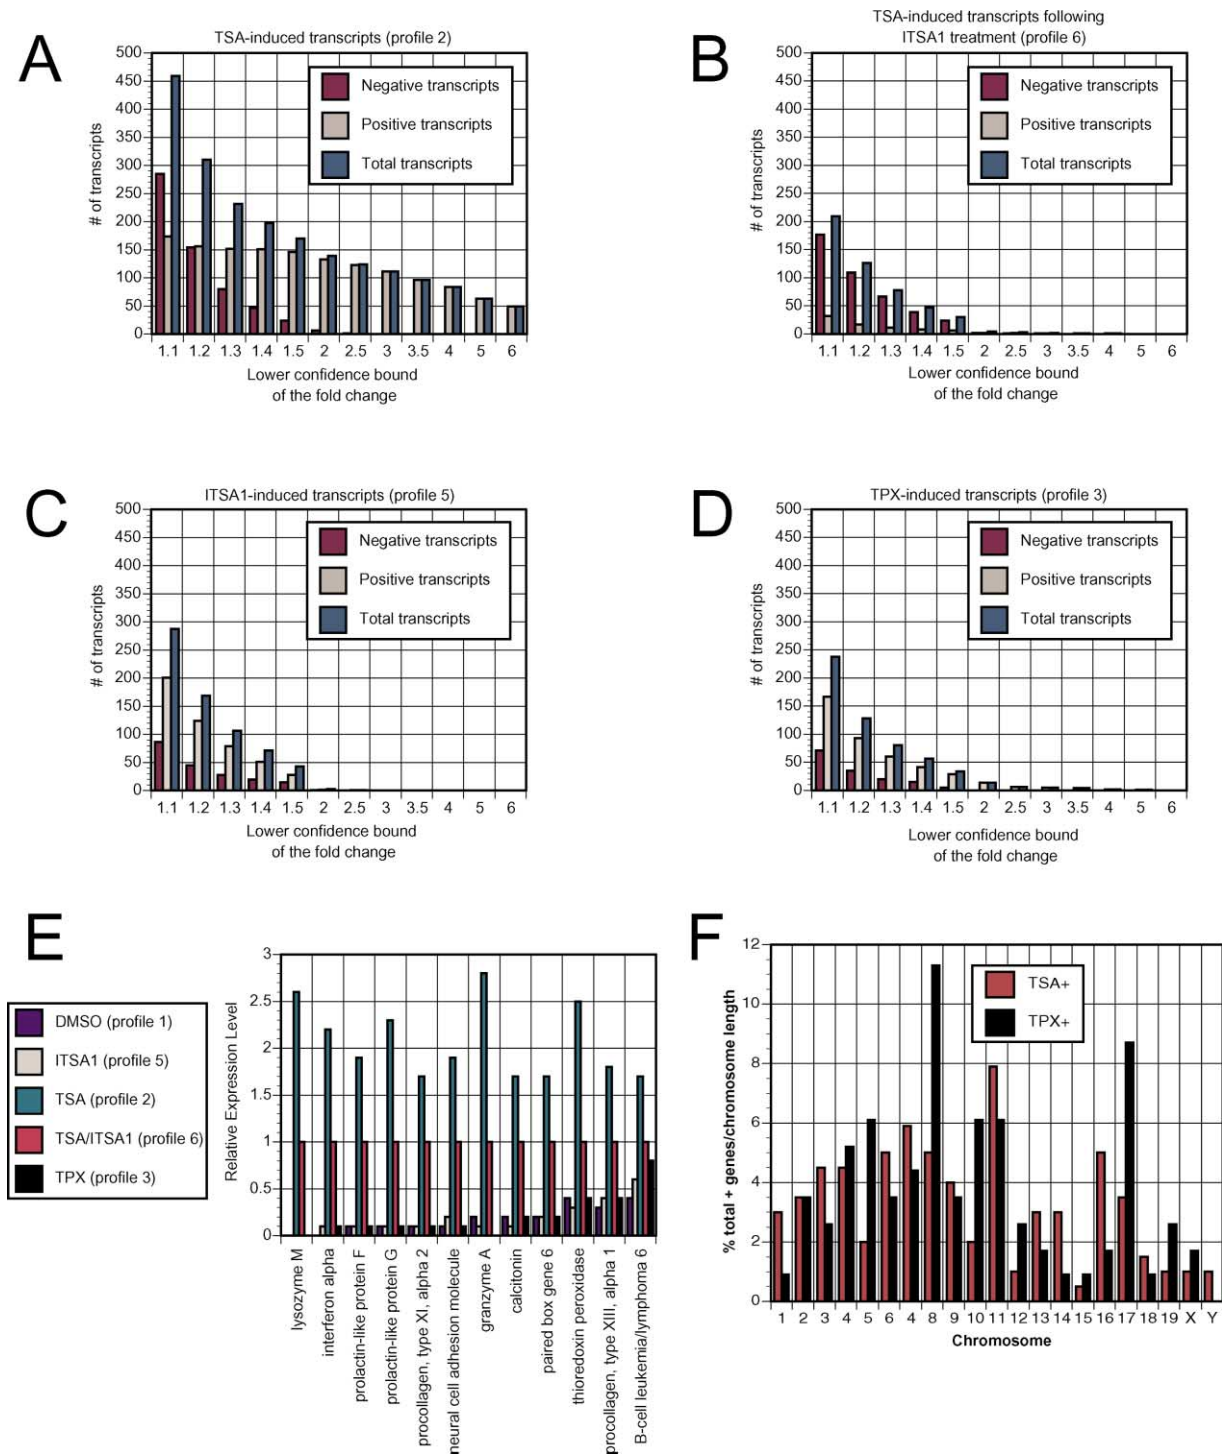 A
TSA-induced transcripts (profile 2)
500
450
400
350
300
250
200
150
100
50
0
# of transcripts
Negative transcripts
Positive transcripts
Total transcripts
1.1 1.2 1.3 1.4 1.5 2 2.5 3 3.5 4 5 6
Lower confidence bound
of the fold change
B
TSA-induced transcripts following
ITSA1 treatment (profile 6)
500
450
400
350
300
250
200
150
100
50
0
# of transcripts
Negative transcripts
Positive transcripts
Total transcripts
1.1 1.2 1.3 1.4 1.5 2 2.5 3 3.5 4 5 6
Lower confidence bound
of the fold change
C
ITSA1-induced transcripts (profile 5)
500
450
400
350
300
250
200
150
100
50
0
# of transcripts
Negative transcripts
Positive transcripts
Total transcripts
1.1 1.2 1.3 1.4 1.5 2 2.5 3 3.5 4 5 6
Lower confidence bound
of the fold change
D
TPX-induced transcripts (profile 3)
500
450
400
350
300
250
200
150
100
50
0
# of transcripts
Negative transcripts
Positive transcripts
Total transcripts
1.1 1.2 1.3 1.4 1.5 2 2.5 3 3.5 4 5 6
Lower confidence bound
of the fold change
E
DMSO (profile 1)
ITSA1 (profile 5)
TSA (profile 2)
TSA/ITSA1 (profile 6)
TPX (profile 3)
Relative Expression Level
3
2.5
2
1.5
1
0.5
0
lysozyme M
interferon alpha
prolactin-like protein F
prolactin-like protein G
procollagen, type XI, alpha 2
neural cell adhesion molecule
granzyme A
calcitonin
paired box gene 6
thioredoxin peroxidase
procollagen, type XIII, alpha 1
B-cell leukemia/lymphoma 6
F
% total + genes/chromosome length
12
10
8
6
4
2
0
TSA+
TPX+
1 2 3 4 5 6 4 8 9 10 11 12 13 14 15 16 17 18 19 X Y
Chromosome